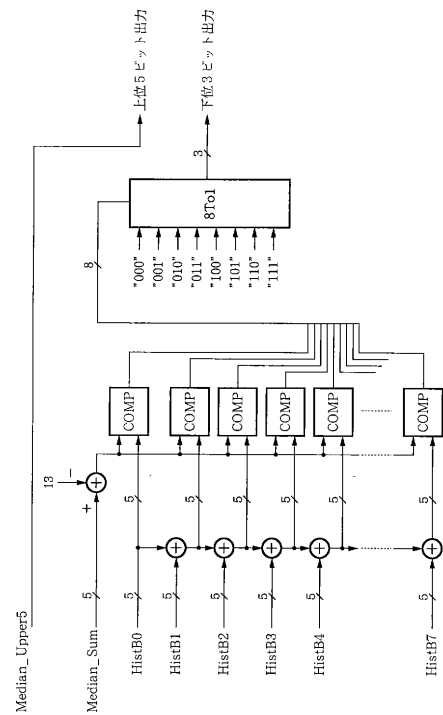 Median_Upper5
上位5ビット出力
Median_Sum
5
+
13
−
HistB0
5
5
COMP
HistB1
5
5
COMP
HistB2
5
5
COMP
HistB3
5
5
COMP
HistB4
5
5
COMP
HistB7
5
5
COMP
8
"000"
"001"
"010"
"011"
"100"
"101"
"110"
"111"
8To1
3
下位3ビット出力